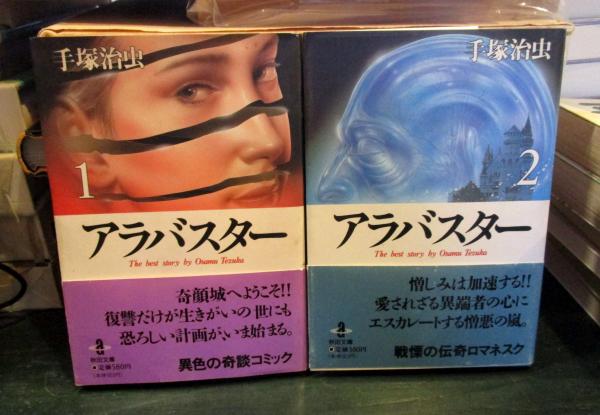 手塚治虫
1
アラバスター
The best story by Osamu Tezuka
奇顔城へようこそ!!
復讐だけが生きがいの世にも
恐ろしい計画が、いま始まる。
a
秋田文庫
定価580円
異色の奇談コミック
手塚治虫
2
アラバスター
The best story by Osamu Tezuka
憎しみは加速する!!
愛されざる異端者の心に
エスカレートする憎悪の嵐。
a
秋田文庫
戦慄の伝奇ロマネスク